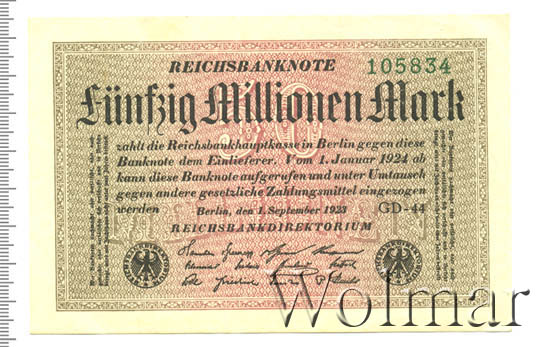 REICHSBANKNOTE 105834
Fünfzig Millionen Mark
zahlt die Reichsbankhauptkasse in Berlin gegen diese
Banknote dem Einlieferer. Vom 1. Januar 1924 ab
kann diese Banknote aufgerufen und unter Umtausch
gegen andere gesetzliche Zahlungsmittel eingezogen
werden Berlin, den 1. September 1923 GD-44
REICHSBANKDIREKTORIUM
50
Wolmar